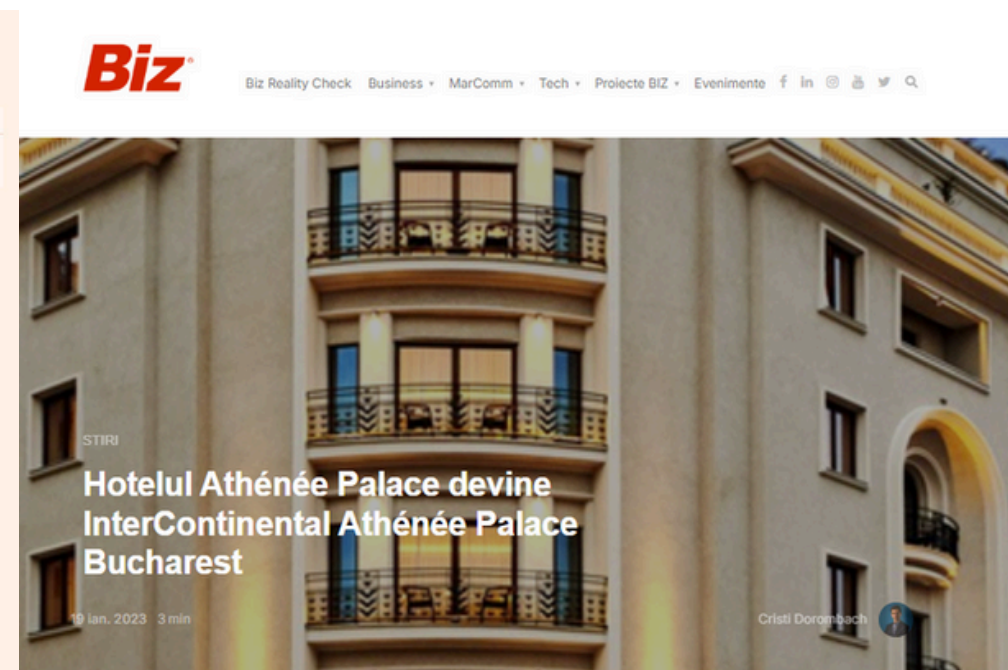 Biz
Biz Reality Check Business MarComm Tech Proiecte BIZ Evenimente
STIRI
Hotelul Athénée Palace devine
InterContinental Athénée Palace
Bucharest
19 ian. 2023 3 min
Cristi Dorombach